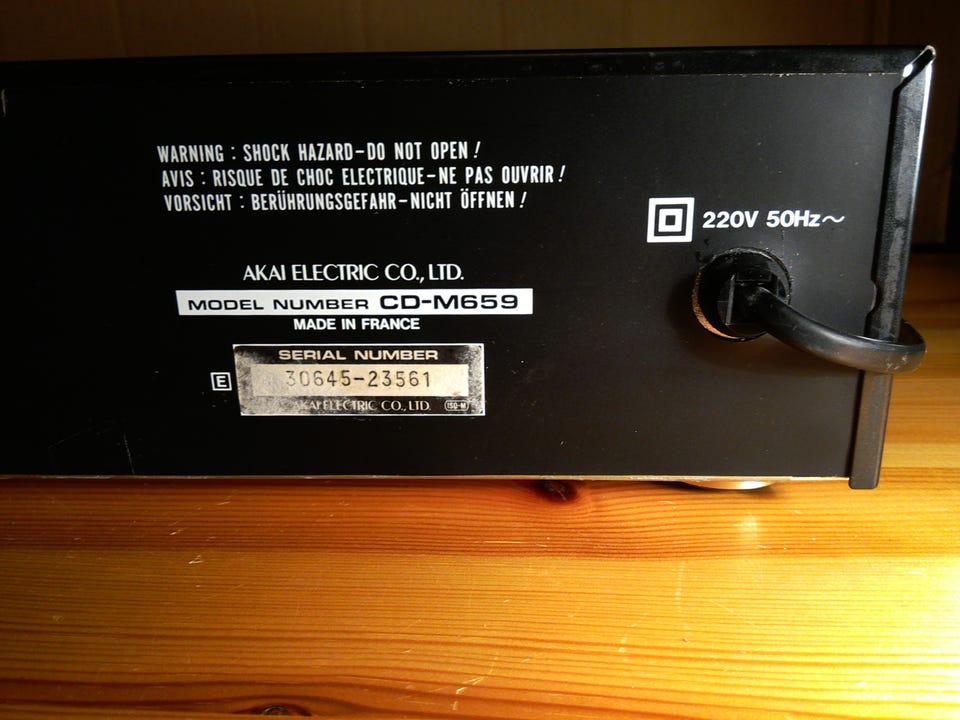 WARNING : SHOCK HAZARD-DO NOT OPEN !
AVIS : RISQUE DE CHOC ELECTRIQUE-NE PAS OUVRIR !
VORSICHT : BERÜHRUNGSGEFAHR-NICHT ÖFFNEN !
220V 50Hz~
AKAI ELECTRIC CO., LTD.
MODEL NUMBER CD-M659
MADE IN FRANCE
SERIAL NUMBER
E 30645-23561
AKAI ELECTRIC CO., LTD. ISO-M